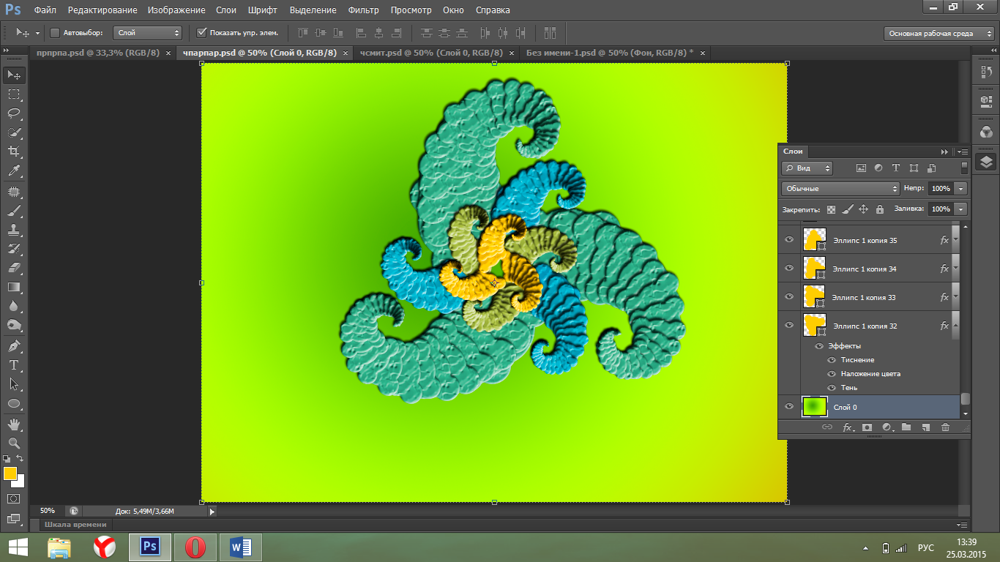 Ps Файл Редактирование Изображение Слои Шрифт Выделение Фильтр Просмотр Окно Справка
Автовыбор: Слой Показать упр. элем. Основная рабочая среда
прпрпа.psd @ 33,3% (RGB/8) × чпарпар.psd @ 50% (Слой 0, RGB/8) × чсмит.psd @ 50% (Слой 0, RGB/8) × Без имени-1.psd @ 50% (Фон, RGB/8) * ×
Слои
Вид
Обычные Непр: 100%
Закрепить: Заливка: 100%
Эллипс 1 копия 35 fx
Эллипс 1 копия 34 fx
Эллипс 1 копия 33 fx
Эллипс 1 копия 32 fx
Эффекты
Тиснение
Наложение цвета
Тень
Слой 0
fx
50% Док: 5,49M/3,66M
Шкала времени
Ps W РУС 13:39
25.03.2015